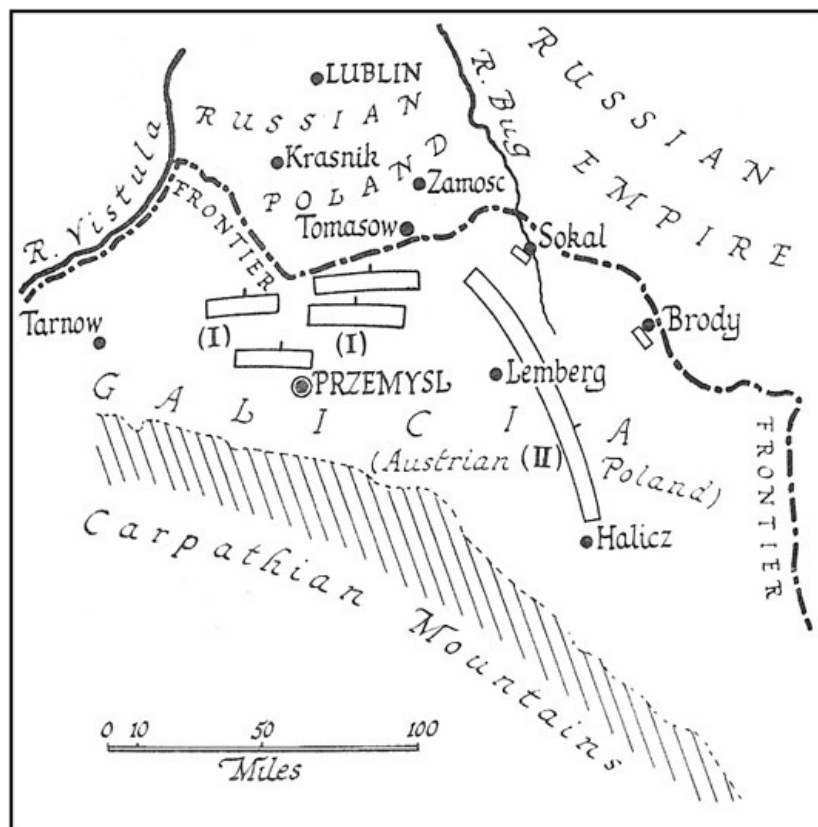 LUBLIN
RUSSIAN
POLAND
Krasnik
Zamosc
Tomasow
R. Vistula
FRONTIER
R. Bug
RUSSIAN
EMPIRE
Sokal
Brody
Tarnow
(I)
(I)
PRZEMYSL
Lemberg
GALICIA
(Austrian (II) Poland)
Halicz
FRONTIER
Carpathian Mountains
0 10 50 100
Miles